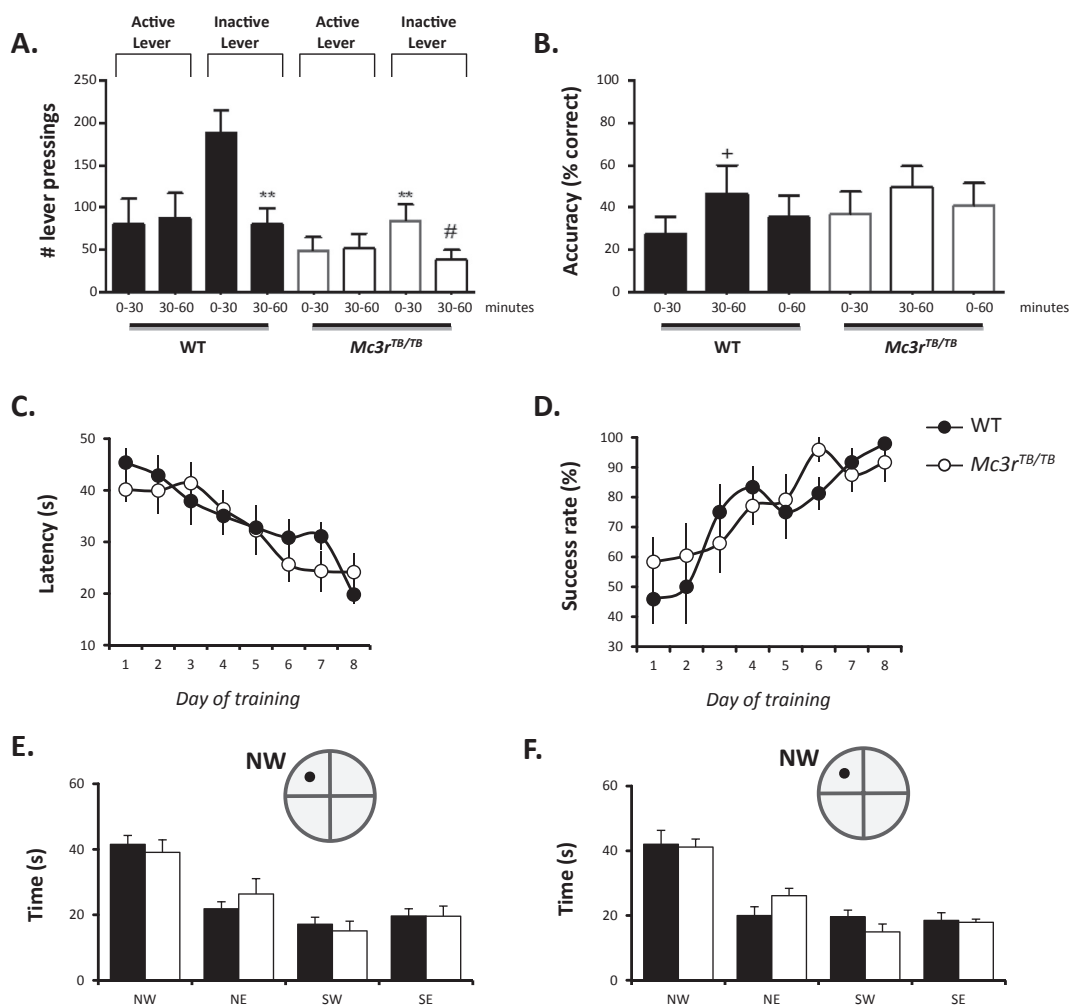 A.
Active Inactive Active Inactive
Lever Lever Lever Lever
# lever pressings
250
200
150
100
50
0
** ** #
0-30 30-60 0-30 30-60 0-30 30-60 0-30 30-60 minutes
WT Mc3r^TB/TB
B.
Accuracy (% correct)
100
80
60
40
20
0
+
0-30 30-60 0-60 0-30 30-60 0-60 minutes
WT Mc3r^TB/TB
C.
Latency (s)
50
40
30
20
10
1 2 3 4 5 6 7 8
Day of training
D.
Success rate (%)
100
90
80
70
60
50
40
30
1 2 3 4 5 6 7 8
Day of training
WT
Mc3r^TB/TB
E.
NW
Time (s)
60
40
20
0
NW NE SW SE
F.
NW
Time (s)
60
40
20
0
NW NE SW SE